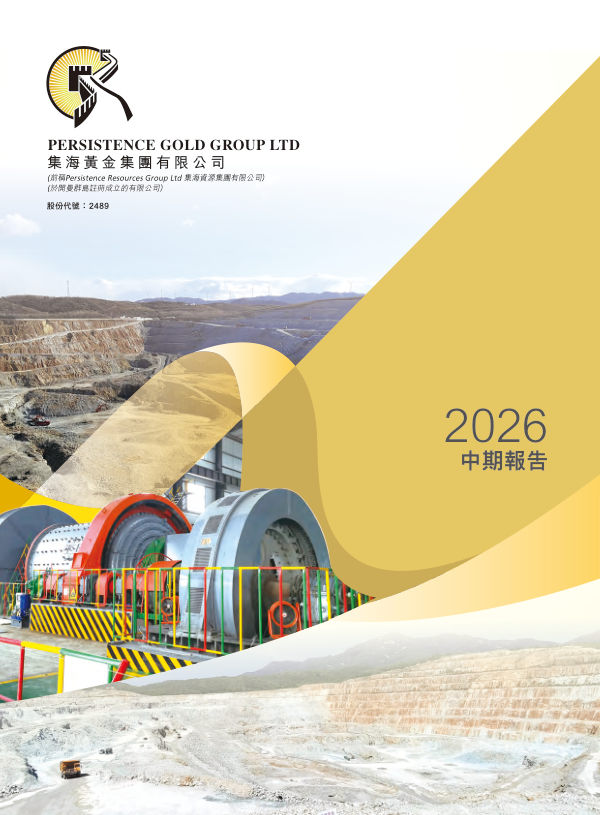 PERSISTENCE GOLD GROUP LTD
集海黃金集團有限公司
(前稱Persistence Resources Group Ltd 集海資源集團有限公司)
(於開曼群島註冊成立的有限公司)
股份代號：2489
2026
中期報告